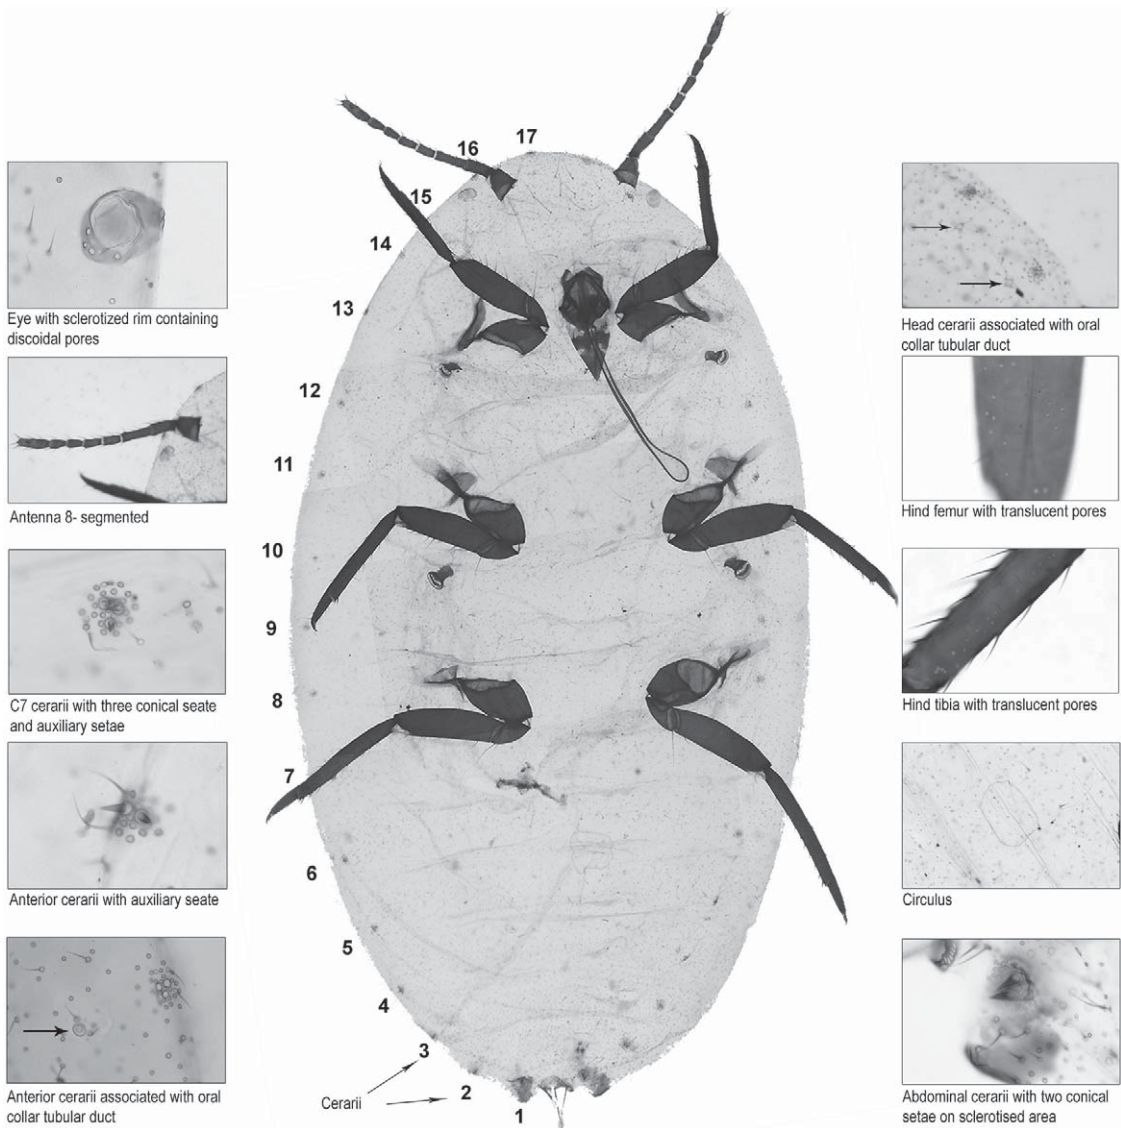 17
16
15
14
13
12
11
10
9
8
7
6
5
4
3
2
1
Cerarii
Eye with sclerotized rim containing
discoidal pores
Antenna 8- segmented
C7 cerarii with three conical seate
and auxiliary setae
Anterior cerarii with auxiliary seate
Anterior cerarii associated with oral
collar tubular duct
Head cerarii associated with oral
collar tubular duct
Hind femur with translucent pores
Hind tibia with translucent pores
Circulus
Abdominal cerarii with two conical
setae on sclerotised area